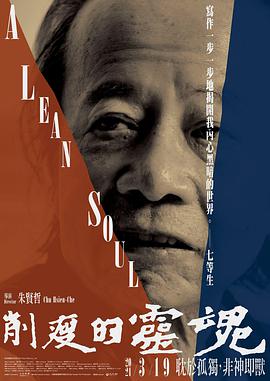 A LEAN SOUL
寫作一步一步地揭開我內心黑暗的世界。 七等生
導演 朱賢哲 Chu Hsien-Che
Director
削瘦的靈魂
2021 3/19 耽於孤獨・非神即獸